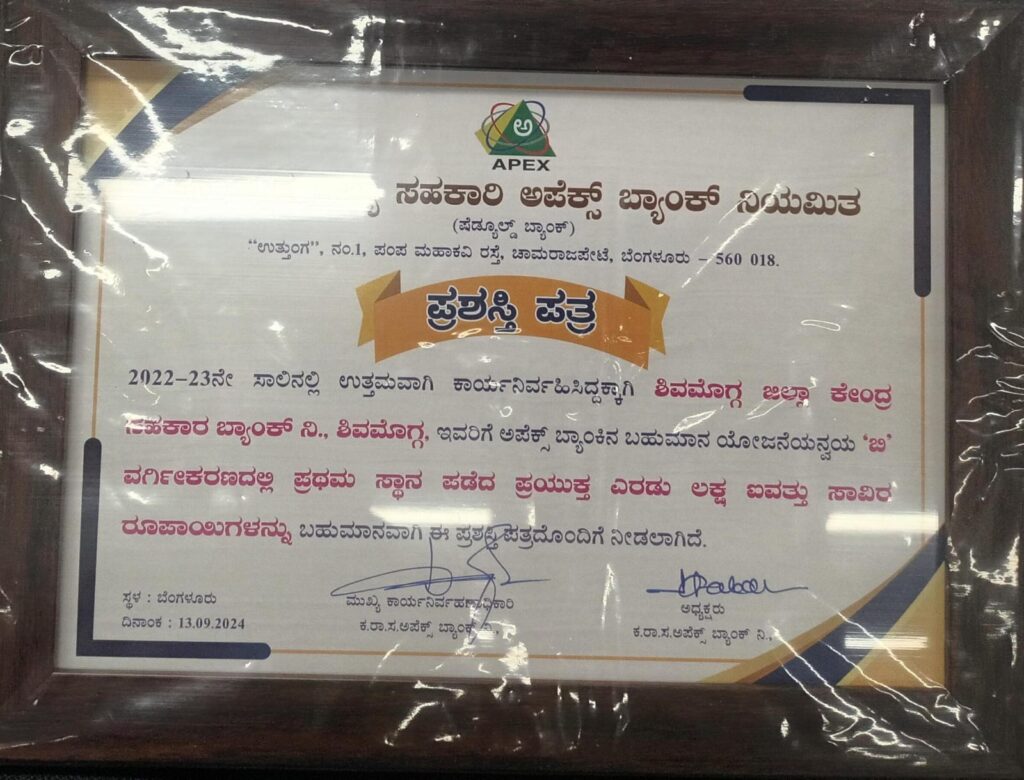 ಅ
APEX
ಸಹಕಾರಿ ಅಪೆಕ್ಸ್ ಬ್ಯಾಂಕ್ ನಿಯಮಿತ
(ಷೆಡ್ಯೂಲ್ಡ್ ಬ್ಯಾಂಕ್)
"ಉತ್ತುಂಗ", ನಂ.1, ಪಂಪ ಮಹಾಕವಿ ರಸ್ತೆ, ಚಾಮರಾಜಪೇಟೆ, ಬೆಂಗಳೂರು – 560 018.
ಪ್ರಶಸ್ತಿ ಪತ್ರ
2022–23ನೇ ಸಾಲಿನಲ್ಲಿ ಉತ್ತಮವಾಗಿ ಕಾರ್ಯನಿರ್ವಹಿಸಿದ್ದಕ್ಕಾಗಿ ಶಿವಮೊಗ್ಗ ಜಿಲ್ಲಾ ಕೇಂದ್ರ
ಸಹಕಾರ ಬ್ಯಾಂಕ್ ನಿ., ಶಿವಮೊಗ್ಗ, ಇವರಿಗೆ ಅಪೆಕ್ಸ್ ಬ್ಯಾಂಕಿನ ಬಹುಮಾನ ಯೋಜನೆಯನ್ವಯ 'ಬಿ'
ವರ್ಗೀಕರಣದಲ್ಲಿ ಪ್ರಥಮ ಸ್ಥಾನ ಪಡೆದ ಪ್ರಯುಕ್ತ ಎರಡು ಲಕ್ಷ ಐವತ್ತು ಸಾವಿರ
ರೂಪಾಯಿಗಳನ್ನು ಬಹುಮಾನವಾಗಿ ಈ ಪ್ರಶಸ್ತಿ ಪತ್ರದೊಂದಿಗೆ ನೀಡಲಾಗಿದೆ.
ಸ್ಥಳ : ಬೆಂಗಳೂರು
ದಿನಾಂಕ : 13.09.2024
ಮುಖ್ಯ ಕಾರ್ಯನಿರ್ವಹಣಾಧಿಕಾರಿ
ಕ.ರಾ.ಸ.ಅಪೆಕ್ಸ್ ಬ್ಯಾಂಕ್ ನಿ.,
ಅಧ್ಯಕ್ಷರು
ಕ.ರಾ.ಸ.ಅಪೆಕ್ಸ್ ಬ್ಯಾಂಕ್ ನಿ.,